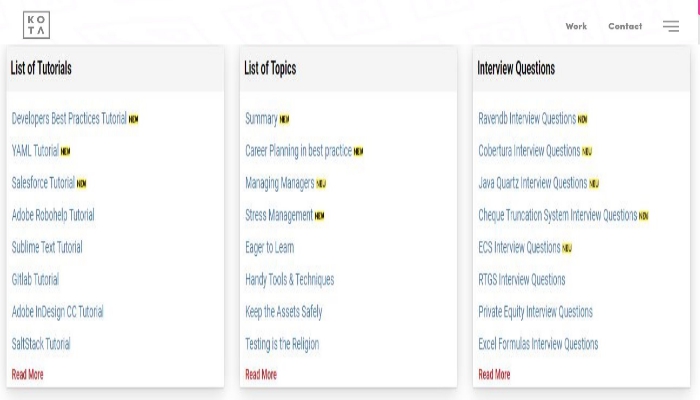 KO
TA
Work Contact
List of Tutorials
Developers Best Practices Tutorial NEW
YAML Tutorial NEW
Salesforce Tutorial NEW
Adobe Robohelp Tutorial
Sublime Text Tutorial
Gitlab Tutorial
Adobe InDesign CC Tutorial
SaltStack Tutorial
Read More
List of Topics
Summary NEW
Career Planning in best practice NEW
Managing Managers NEW
Stress Management NEW
Eager to Learn
Handy Tools & Techniques
Keep the Assets Safely
Testing is the Religion
Read More
Interview Questions
Ravendb Interview Questions NEW
Cobertura Interview Questions NEW
Java Quartz Interview Questions NEW
Cheque Truncation System Interview Questions NEW
ECS Interview Questions NEW
RTGS Interview Questions
Private Equity Interview Questions
Excel Formulas Interview Questions
Read More